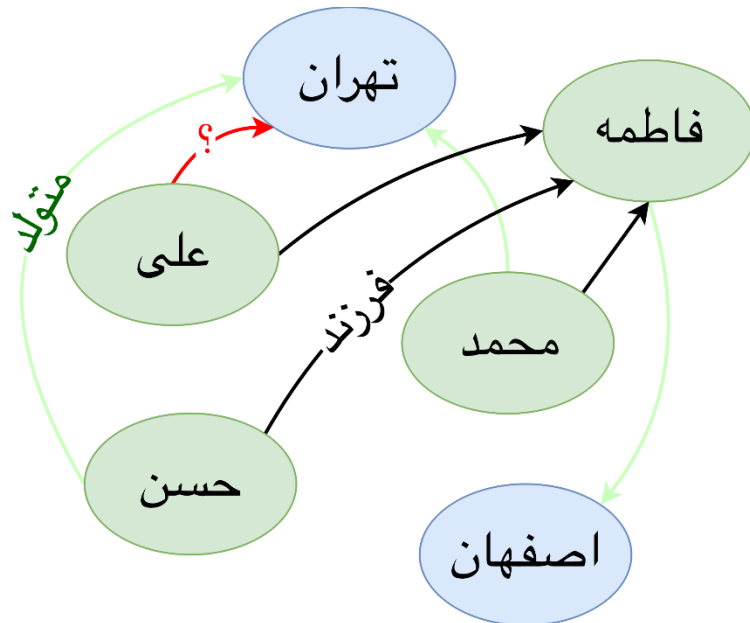 تهران
فاطمه
؟
متولد
علی
فرزند
محمد
حسن
اصفهان